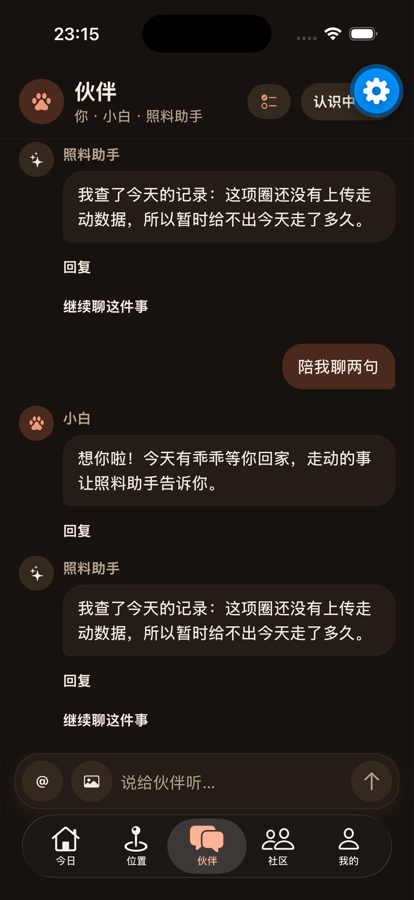 23:15
伙伴
你 · 小白 · 照料助手
认识中
照料助手
我查了今天的记录：这项圈还没有上传走
动数据，所以暂时给不出今天走了多久。
回复
继续聊这件事
陪我聊两句
小白
想你啦！今天有乖乖等你回家，走动的事
让照料助手告诉你。
回复
照料助手
我查了今天的记录：这项圈还没有上传走
动数据，所以暂时给不出今天走了多久。
回复
继续聊这件事
@
说给伙伴听...
今日
位置
伙伴
社区
我的